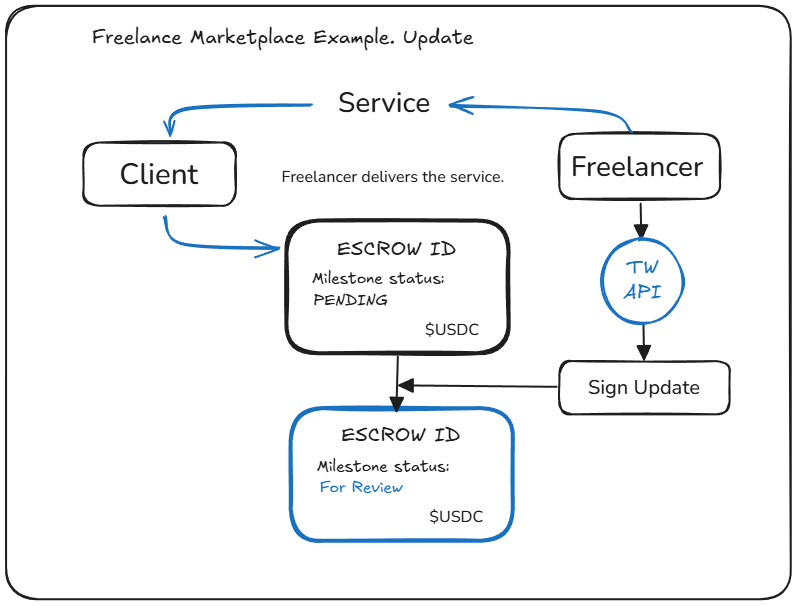 Freelance Marketplace Example. Update
Service
Client
Freelancer
Freelancer delivers the service.
ESCROW ID
Milestone status:
PENDING
$USDC
TW
API
Sign Update
ESCROW ID
Milestone status:
For Review
$USDC